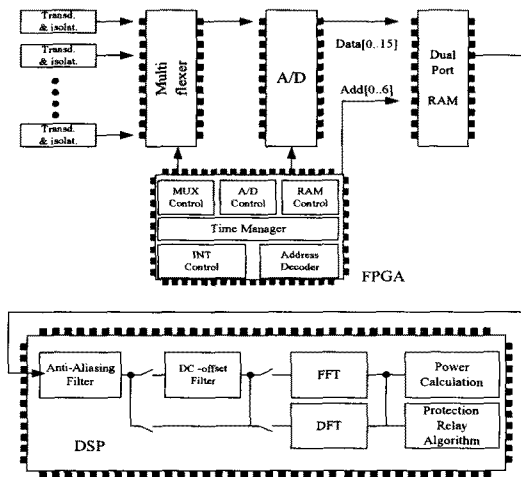 Transd.
& isolat.
Transd.
& isolat.
Transd.
& isolat.
Multi
flexer
A/D
Data[0..15]
Add[0..6]
Dual
Port
RAM
MUX
Control
A/D
Control
RAM
Control
Time Manager
INT
Control
Address
Decoder
FPGA
Anti-Aliasing
Filter
DC -offset
Filter
FFT
DFT
Power
Calculation
Protection
Relay
Algorithm
DSP